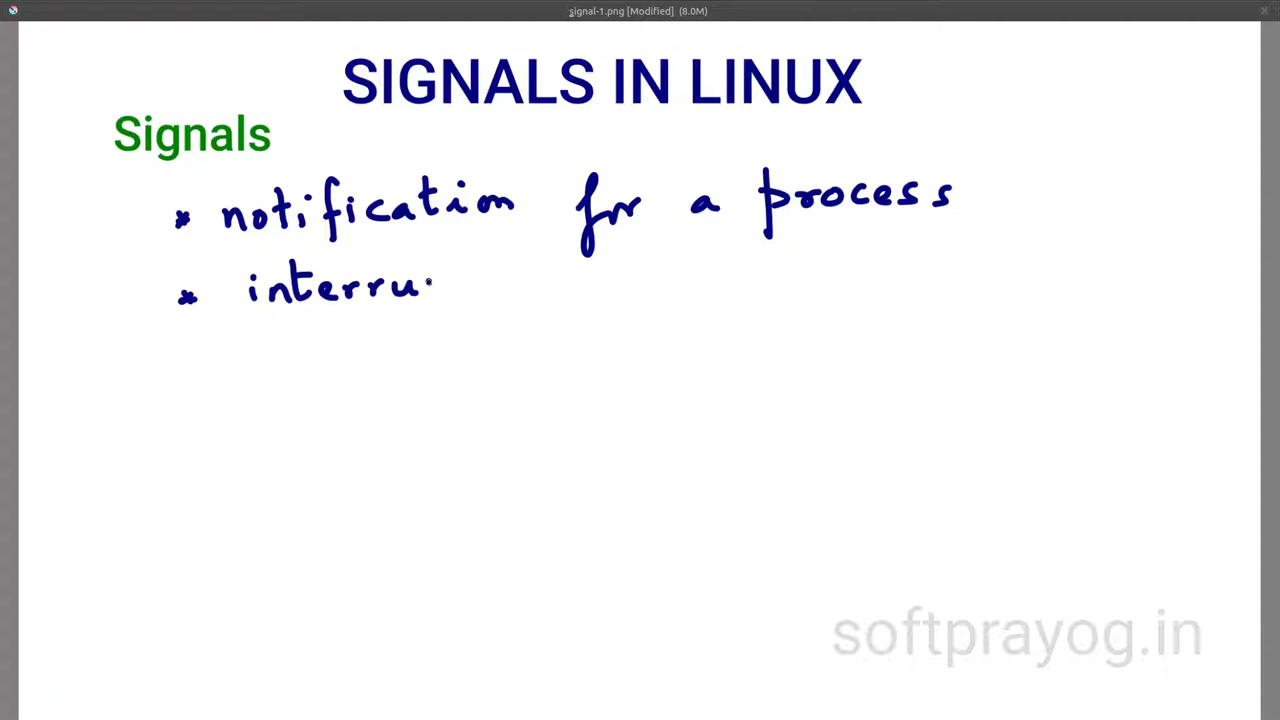 signal-1.png [Modified] (8.0M)
SIGNALS IN LINUX
Signals
* notification for a process
* interru
softprayog.in